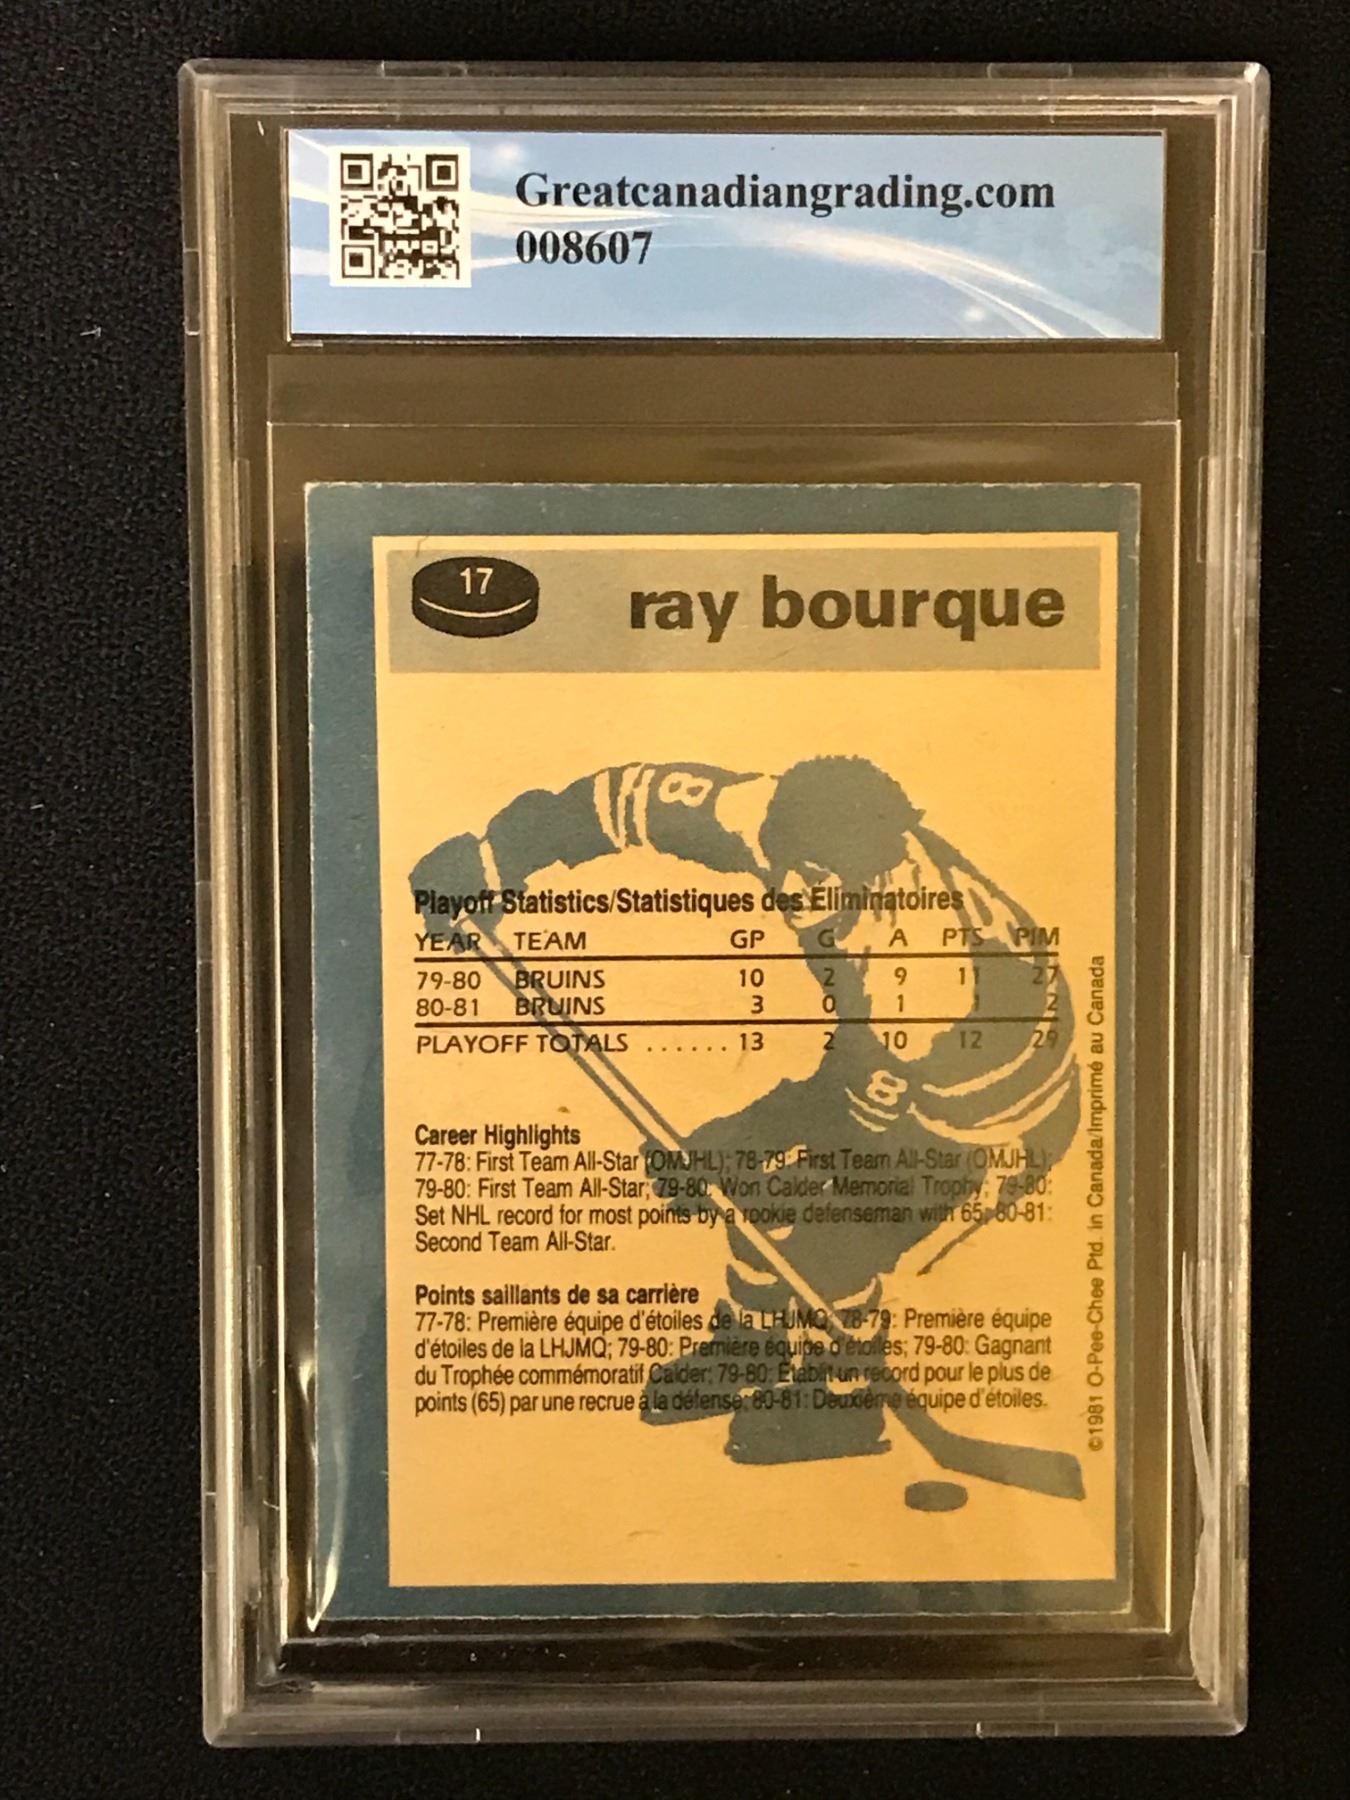 Greatcanadiangrading.com
008607
17
ray bourque
8
Playoff Statistics/Statistiques des Éliminatoires
YEAR TEAM GP G A PTS PIM
79-80 BRUINS 10 2 9 11 27
80-81 BRUINS 3 0 1 1 2
PLAYOFF TOTALS ...... 13 2 10 12 29
8
Career Highlights
77-78: First Team All-Star (OMJHL); 78-79: First Team All-Star (OMJHL);
79-80: First Team All-Star; 79-80: Won Calder Memorial Trophy; 79-80:
Set NHL record for most points by a rookie defenseman with 65; 80-81:
Second Team All-Star.
Points saillants de sa carrière
77-78: Première équipe d'étoiles de la LHJMQ; 78-79: Première équipe
d'étoiles de la LHJMQ; 79-80: Première équipe d'étoiles; 79-80: Gagnant
du Trophée commémoratif Calder; 79-80: Établit un record pour le plus de
points (65) par une recrue à la défense; 80-81: Deuxième équipe d'étoiles.
©1981 O-Pee-Chee Ptd. in Canada/Imprimé au Canada